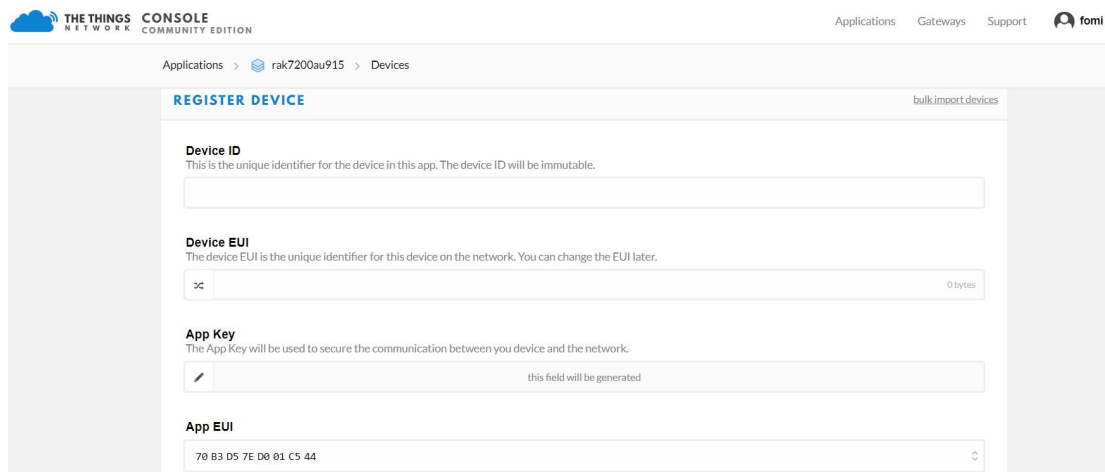 THE THINGS CONSOLE
NETWORK COMMUNITY EDITION
Applications Gateways Support fomi
Applications > rak7200au915 > Devices
REGISTER DEVICE bulk import devices
Device ID
This is the unique identifier for the device in this app. The device ID will be immutable.
Device EUI
The device EUI is the unique identifier for this device on the network. You can change the EUI later.
0 bytes
App Key
The App Key will be used to secure the communication between you device and the network.
this field will be generated
App EUI
70 B3 D5 7E D0 01 C5 44